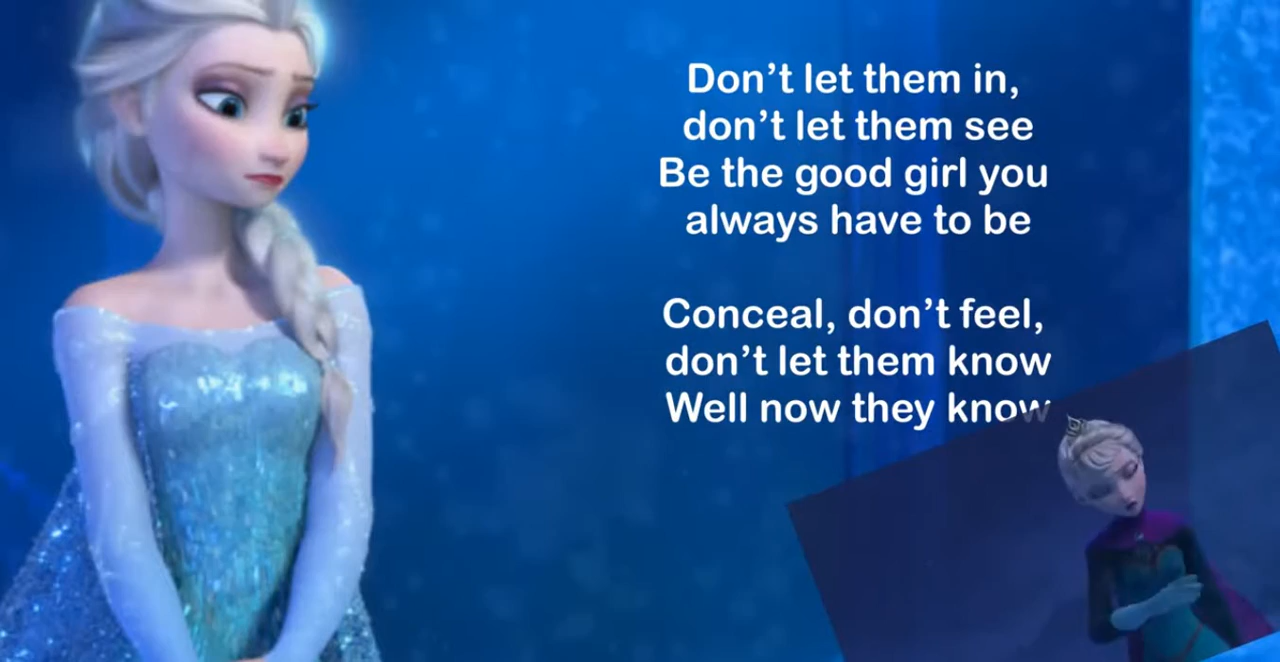 Don’t let them in,
don’t let them see
Be the good girl you
always have to be
Conceal, don’t feel,
don’t let them know
Well now they know